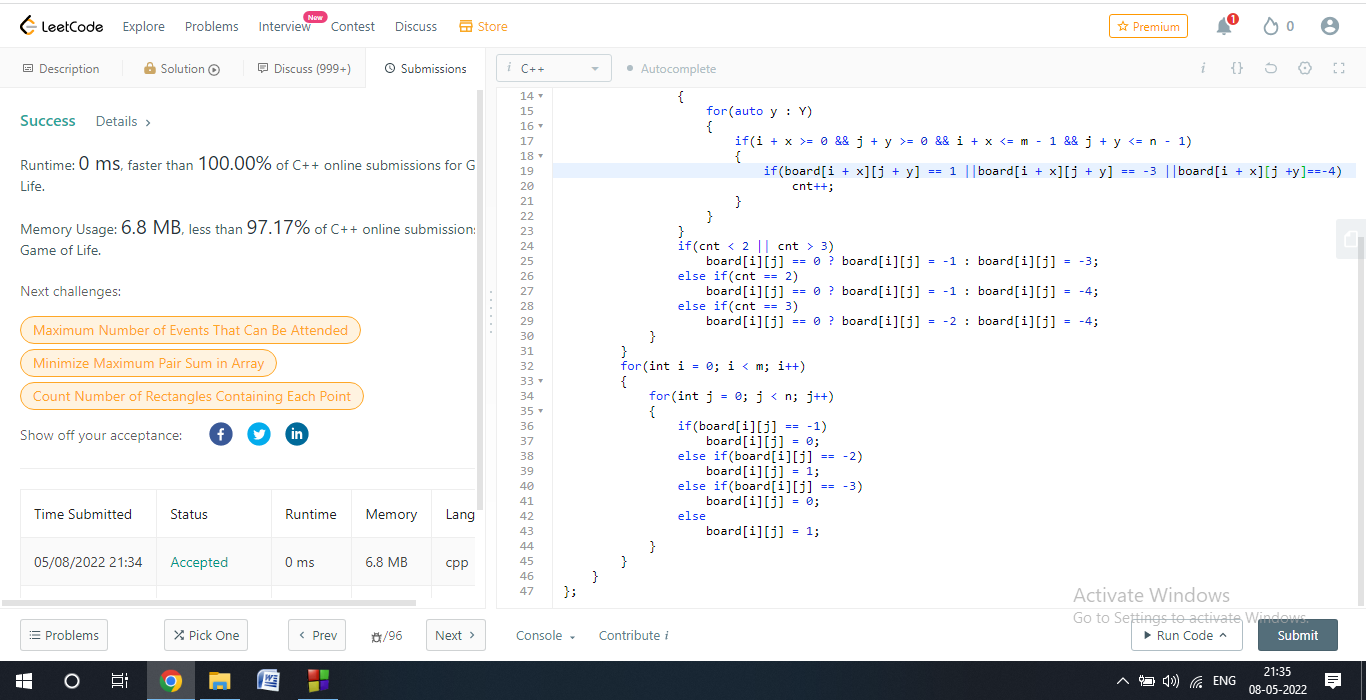 LeetCode Explore Problems Interview New Contest Discuss Store Premium 1 0
Description Solution Discuss (999+) Submissions i C++ Autocomplete i {}
Success Details >
Runtime: 0 ms, faster than 100.00% of C++ online submissions for G
Life.
Memory Usage: 6.8 MB, less than 97.17% of C++ online submission
Game of Life.
Next challenges:
Maximum Number of Events That Can Be Attended
Minimize Maximum Pair Sum in Array
Count Number of Rectangles Containing Each Point
Show off your acceptance:
Time Submitted Status Runtime Memory Lang
05/08/2022 21:34 Accepted 0 ms 6.8 MB cpp
14 {
15 for(auto y : Y)
16 {
17 if(i + x >= 0 && j + y >= 0 && i + x <= m - 1 && j + y <= n - 1)
18 {
19 if(board[i + x][j + y] == 1 ||board[i + x][j + y] == -3 ||board[i + x][j +y]==-4)
20 cnt++;
21 }
22 }
23 }
24 if(cnt < 2 || cnt > 3)
25 board[i][j] == 0 ? board[i][j] = -1 : board[i][j] = -3;
26 else if(cnt == 2)
27 board[i][j] == 0 ? board[i][j] = -1 : board[i][j] = -4;
28 else if(cnt == 3)
29 board[i][j] == 0 ? board[i][j] = -2 : board[i][j] = -4;
30 }
31 }
32 for(int i = 0; i < m; i++)
33 {
34 for(int j = 0; j < n; j++)
35 {
36 if(board[i][j] == -1)
37 board[i][j] = 0;
38 else if(board[i][j] == -2)
39 board[i][j] = 1;
40 else if(board[i][j] == -3)
41 board[i][j] = 0;
42 else
43 board[i][j] = 1;
44 }
45 }
46 }
47 };
Activate Windows
Go to Settings to activate Windows.
Problems Pick One < Prev /96 Next > Console Contribute i Run Code Submit
ENG 21:35
08-05-2022